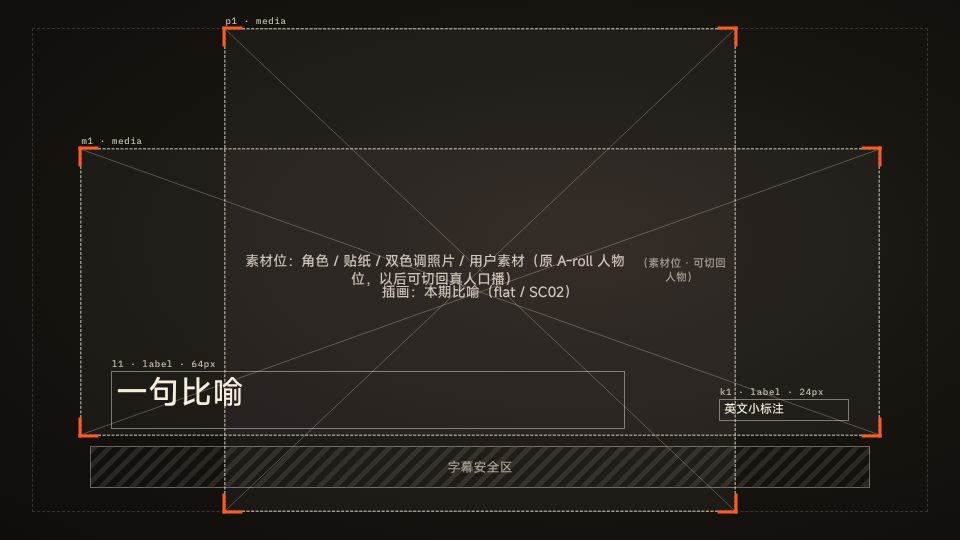 p1 · media
m1 · media
素材位：角色 / 贴纸 / 双色调照片 / 用户素材（原 A-roll 人物
位，以后可切回真人口播）
（素材位 · 可切回
人物）
插画：本期比喻（flat / SC02）
l1 · label · 64px
一句比喻
k1 · label · 24px
英文小标注
字幕安全区